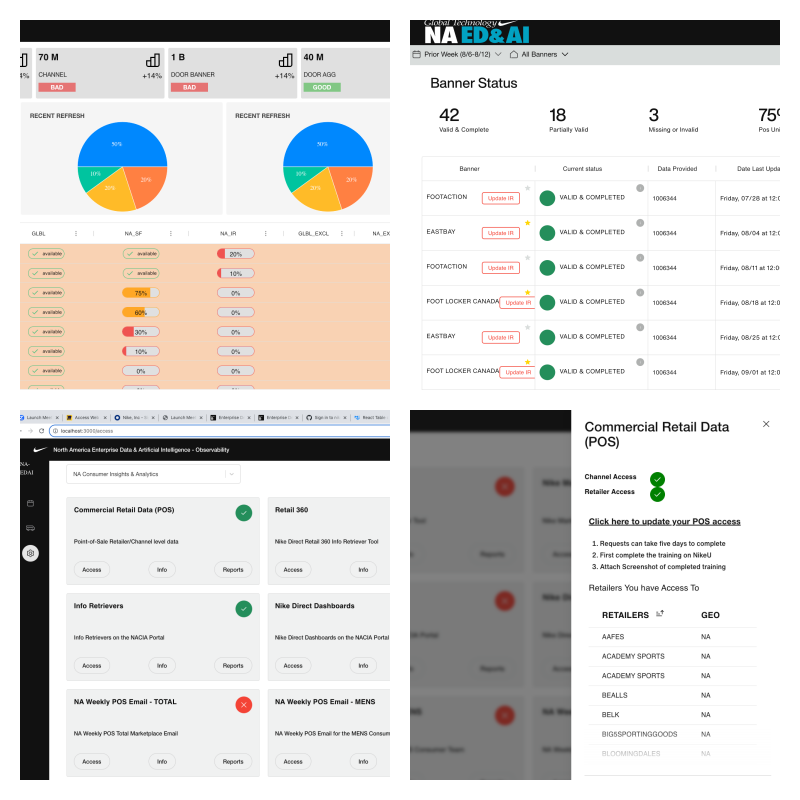 70 M
1 B
40 M
4%
CHANNEL
+14%
DOOR BANNER
+14%
DOOR AGG
BAD
BAD
GOOD
RECENT REFRESH
RECENT REFRESH
50%
50%
10%
20%
20%
10%
20%
20%
GLBL
NA_SF
NA_IR
GLBL_EXCL
NA_EX
available
available
20%
available
available
10%
available
75%
0%
available
60%
0%
available
30%
0%
available
10%
0%
available
0%
0%
Global Technology
NA ED&AI
Prior Week (8/6-8/12)
All Banners
Banner Status
42
18
3
75%
Valid & Complete
Partially Valid
Missing or Invalid
Pos Uni
Banner
Current status
Data Provided
Date Last Upda
FOOTACTION
Update IR
VALID & COMPLETED
1006344
Friday, 07/28 at 12:0
EASTBAY
Update IR
VALID & COMPLETED
1006344
Friday, 08/04 at 12:0
FOOTACTION
Update IR
VALID & COMPLETED
1006344
Friday, 08/11 at 12:0
FOOT LOCKER CANADA
Update IR
VALID & COMPLETED
1006344
Friday, 08/18 at 12:0
EASTBAY
Update IR
VALID & COMPLETED
1006344
Friday, 08/25 at 12:0
FOOT LOCKER CANADA
Update IR
VALID & COMPLETED
1006344
Friday, 09/01 at 12:0
Launch
Access Web
Nike, Inc
Launch
Enterprise D
Enterprise D
Sign in to
React Table
localhost:3000/access
North America Enterprise Data & Artificial Intelligence - Observability
NA-
EDAI
NA Consumer Insights & Analytics
Commercial Retail Data (POS)
Point-of-Sale Retailer/Channel level data
Access
Info
Reports
Retail 360
Nike Direct Retail 360 Info Retriever Tool
Access
Info
Info Retrievers
Info Retrievers on the NACIA Portal
Access
Info
Reports
Nike Direct Dashboards
Nike Direct Dashboards on the NACIA Portal
Access
Info
NA Weekly POS Email - TOTAL
NA Weekly POS Total Marketplace Email
Access
Info
Reports
NA Weekly POS Email - MENS
NA Weekly POS Email for the MENS Consum
Access
Info
Commercial Retail Data
(POS)
Channel Access
Retailer Access
Click here to update your POS access
1. Requests can take five days to complete
2. First complete the training on NikeU
3. Attach Screenshot of completed training
Retailers You have Access To
RETAILERS
GEO
AAFES
NA
ACADEMY SPORTS
NA
ACADEMY SPORTS
NA
BEALLS
NA
BELK
NA
BIG5SPORTINGGOODS
NA
BLOOMINGDALES
NA